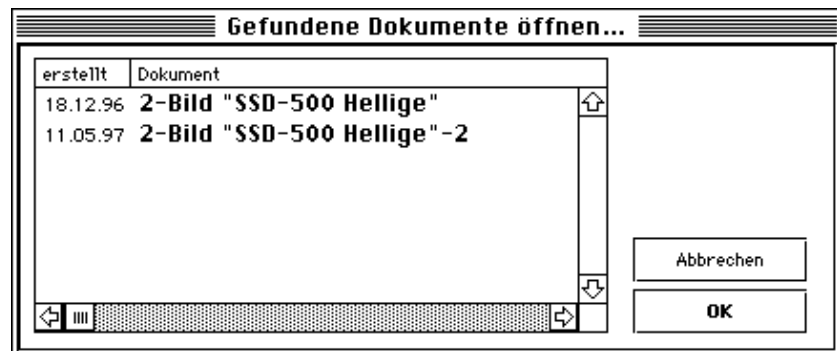 Gefundene Dokumente öffnen...
erstellt Dokument
18.12.96 2-Bild "SSD-500 Hellige"
11.05.97 2-Bild "SSD-500 Hellige"-2
Abbrechen
OK